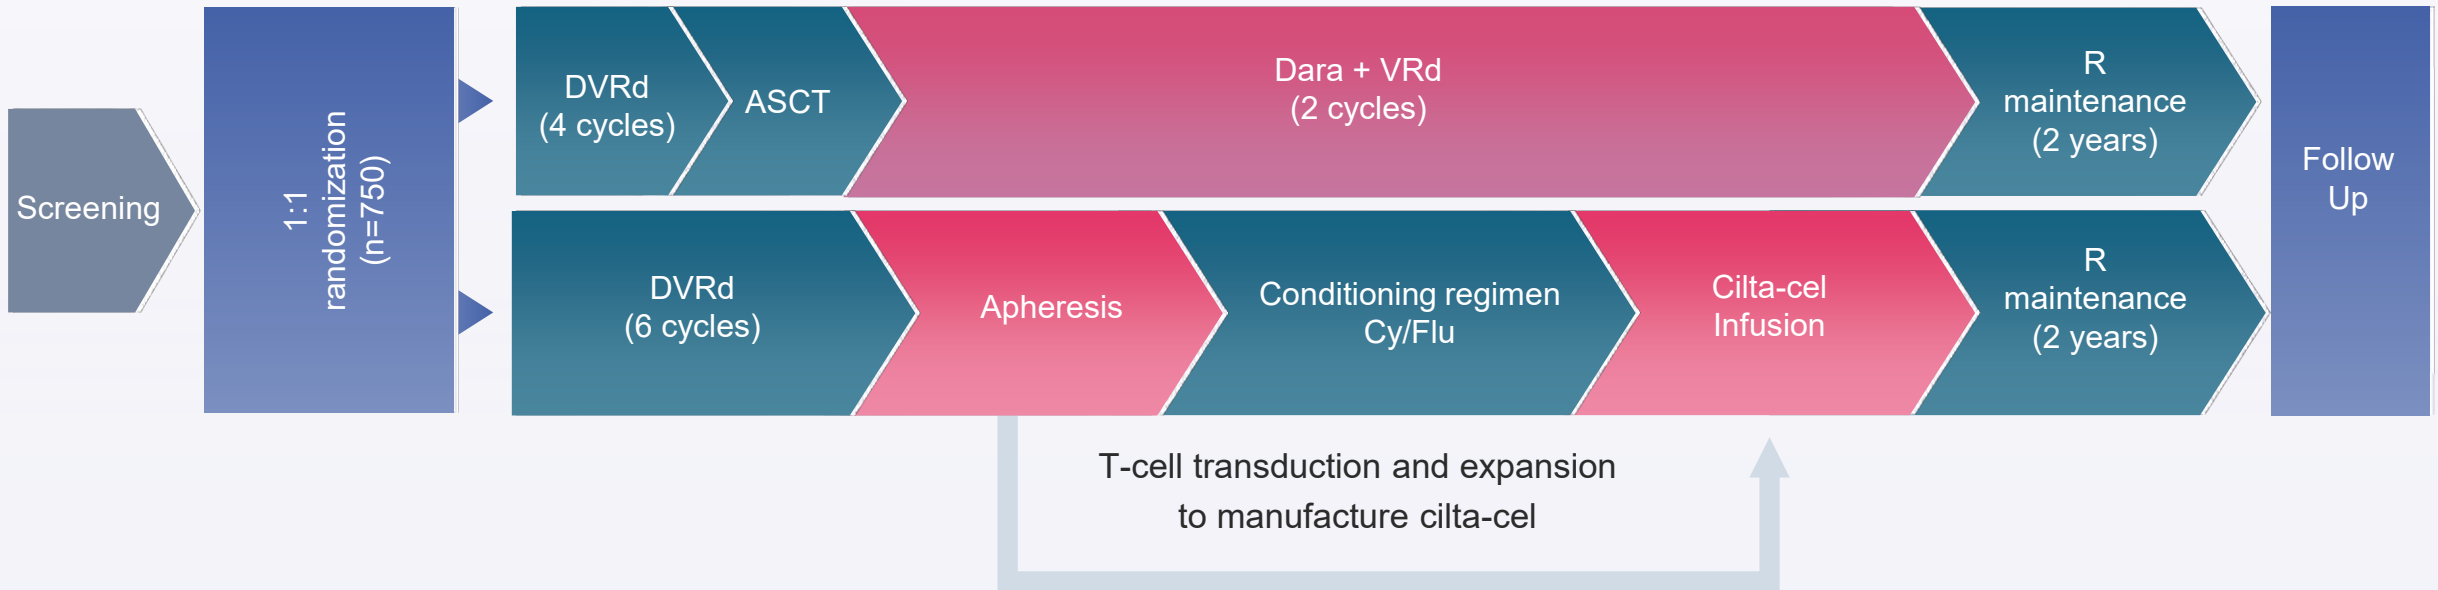 Screening
1:1
randomization
(n=750)
DVRd
(4 cycles)
ASCT
Dara + VRd
(2 cycles)
R
maintenance
(2 years)
DVRd
(6 cycles)
Apheresis
Conditioning regimen
Cy/Flu
Cilta-cel
Infusion
R
maintenance
(2 years)
Follow
Up
T-cell transduction and expansion
to manufacture cilta-cel